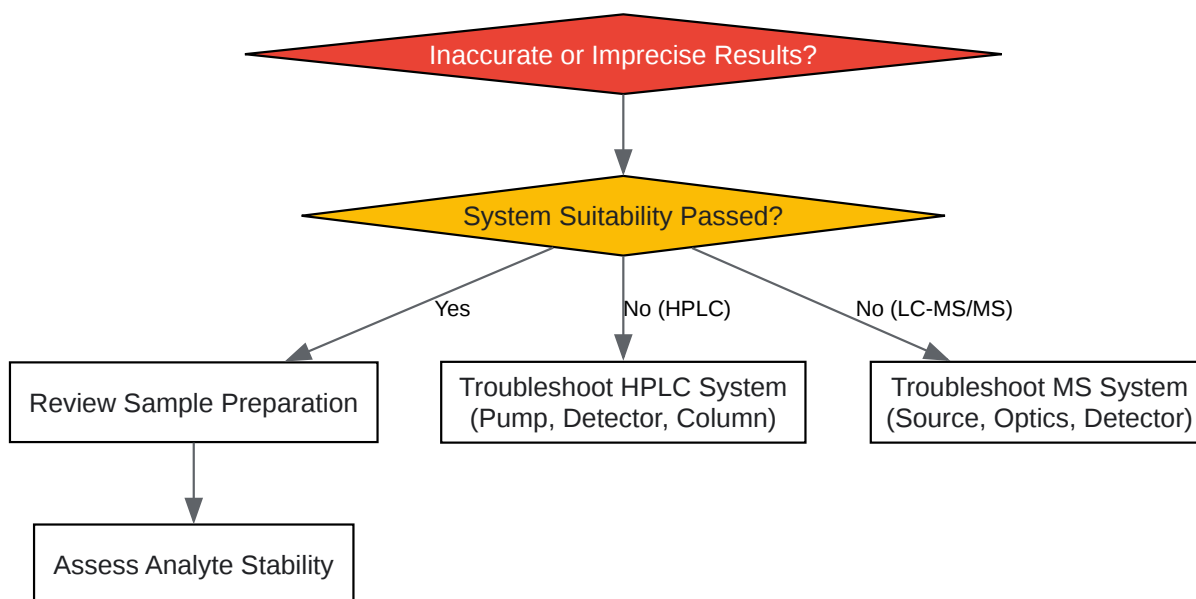 Inaccurate or Imprecise Results?
System Suitability Passed?
Yes
No (HPLC)
No (LC-MS/MS)
Review Sample Preparation
Troubleshoot HPLC System
(Pump, Detector, Column)
Troubleshoot MS System
(Source, Optics, Detector)
Assess Analyte Stability